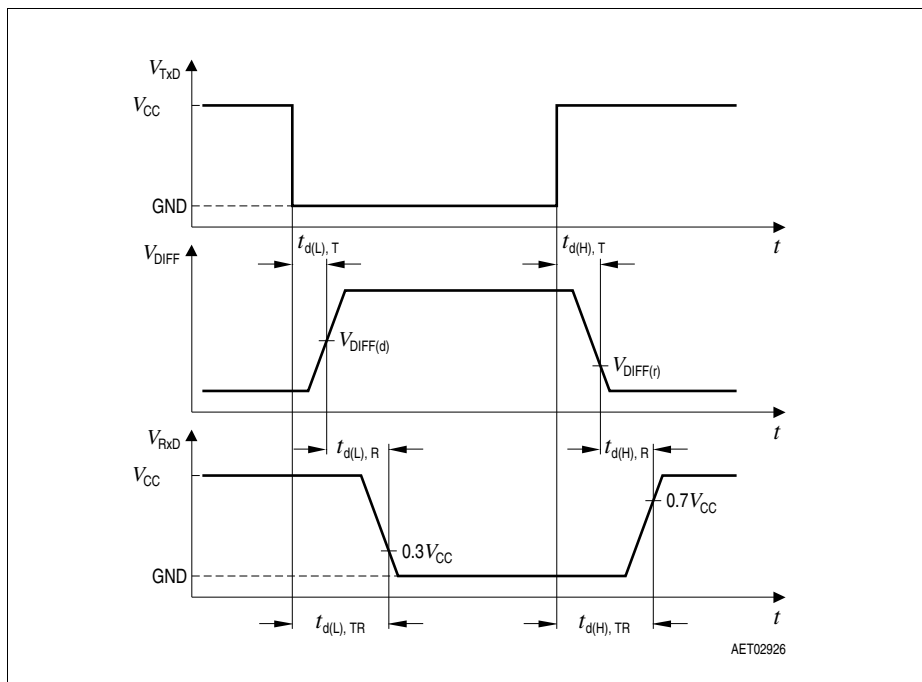 V_TxD
V_CC
GND
t
t_d(L), T
t_d(H), T
V_DIFF
V_DIFF(d)
V_DIFF(r)
t
V_RxD
t_d(L), R
t_d(H), R
V_CC
0.7V_CC
0.3V_CC
GND
t
t_d(L), TR
t_d(H), TR
AET02926